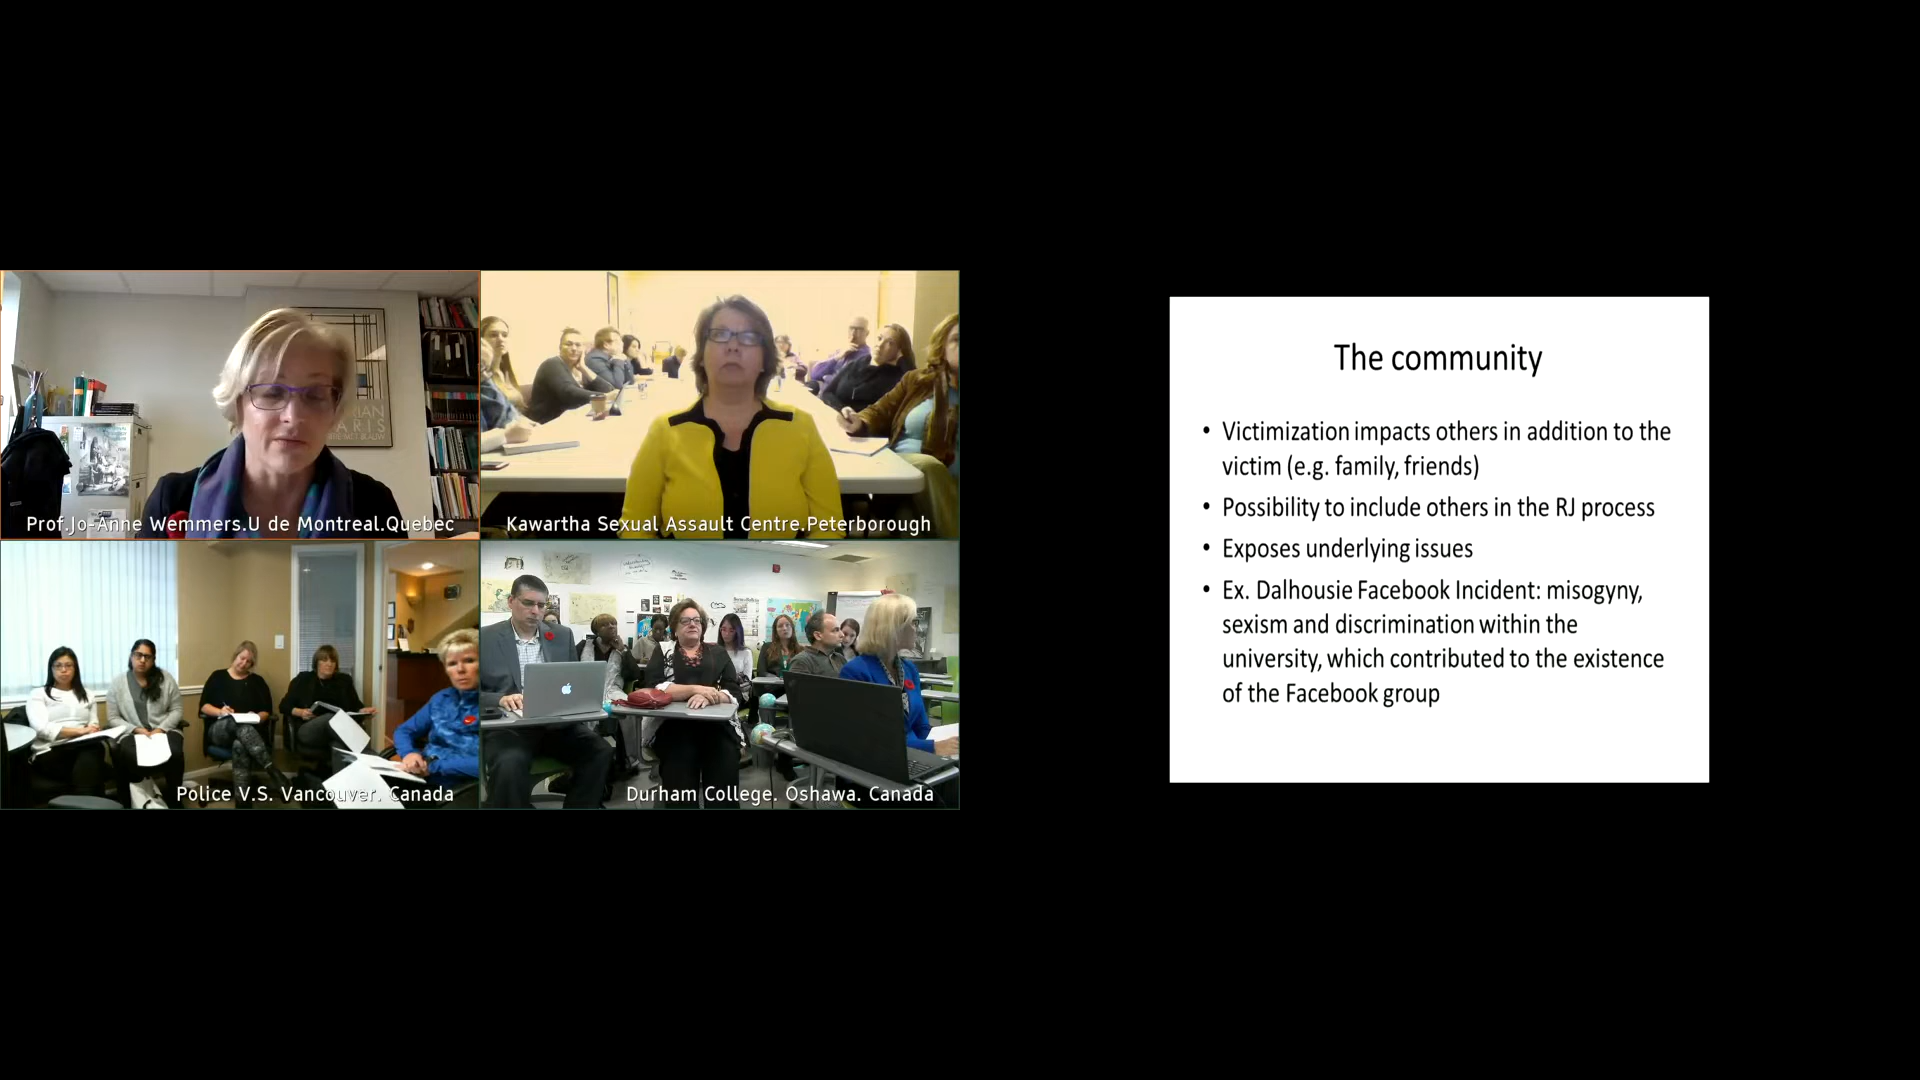 RIAN
ARIS
Prof.Jo-Anne Wemmers.U de Montreal.Quebec
Kawartha Sexual Assault Centre.Peterborough
Police V.S. Vancouver. Canada
Durham College. Oshawa. Canada
The community
• Victimization impacts others in addition to the
victim (e.g. family, friends)
• Possibility to include others in the RJ process
• Exposes underlying issues
• Ex. Dalhousie Facebook Incident: misogyny,
sexism and discrimination within the
university, which contributed to the existence
of the Facebook group